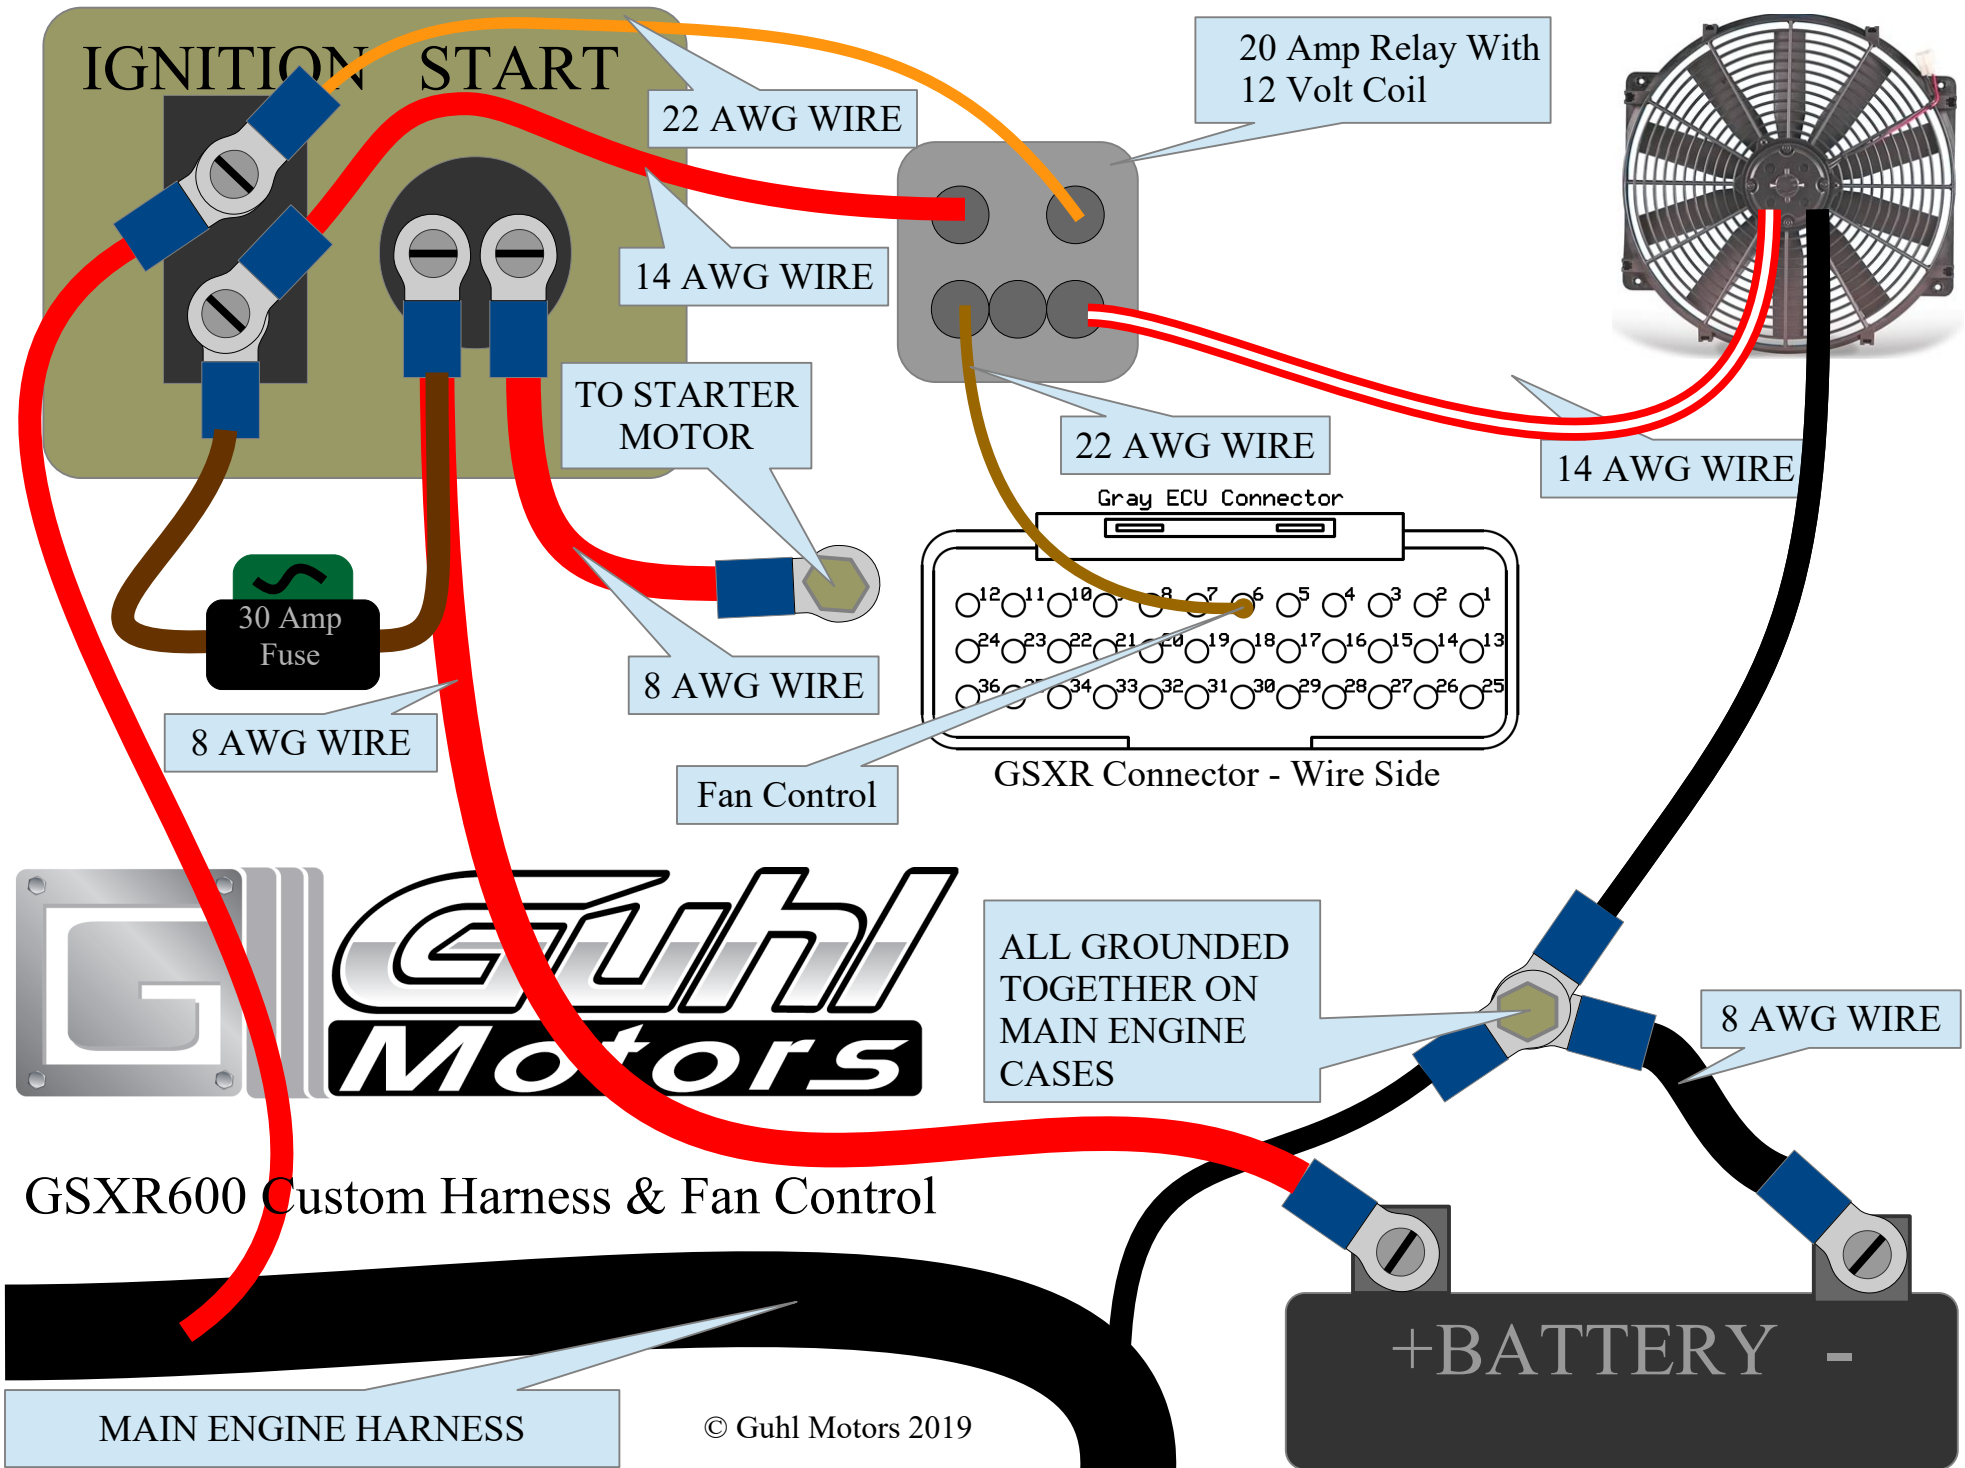 IGNITION START
22 AWG WIRE
20 Amp Relay With
12 Volt Coil
14 AWG WIRE
TO STARTER
MOTOR
22 AWG WIRE
14 AWG WIRE
Gray ECU Connector
12 11 10 8 7 6 5 4 3 2 1
24 23 22 21 20 19 18 17 16 15 14 13
36 34 33 32 31 30 29 28 27 26 25
GSXR Connector - Wire Side
30 Amp
Fuse
8 AWG WIRE
8 AWG WIRE
Fan Control
G
Guhl
Motors
ALL GROUNDED
TOGETHER ON
MAIN ENGINE
CASES
8 AWG WIRE
GSXR600 Custom Harness & Fan Control
+BATTERY -
MAIN ENGINE HARNESS
© Guhl Motors 2019